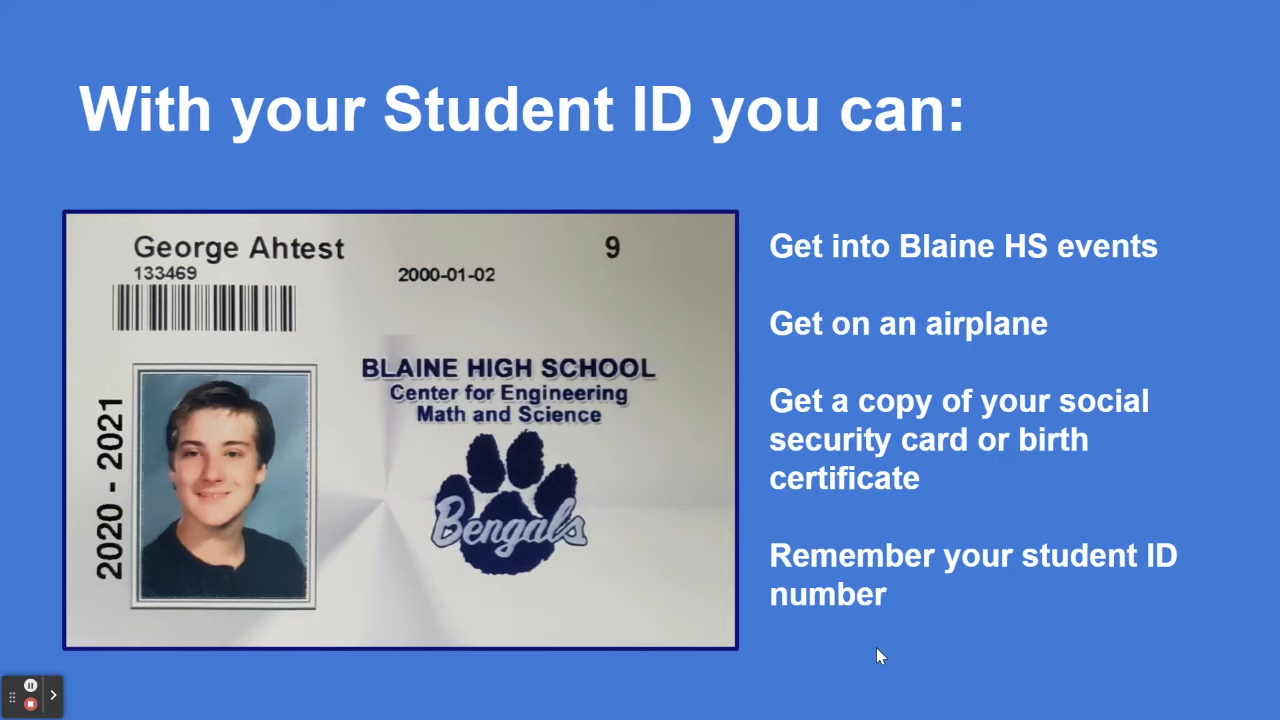 With your Student ID you can:
George Ahtest
9
133469
2000-01-02
BLAINE HIGH SCHOOL
Center for Engineering
Math and Science
2020 - 2021
Bengals
Get into Blaine HS events
Get on an airplane
Get a copy of your social
security card or birth
certificate
Remember your student ID
number